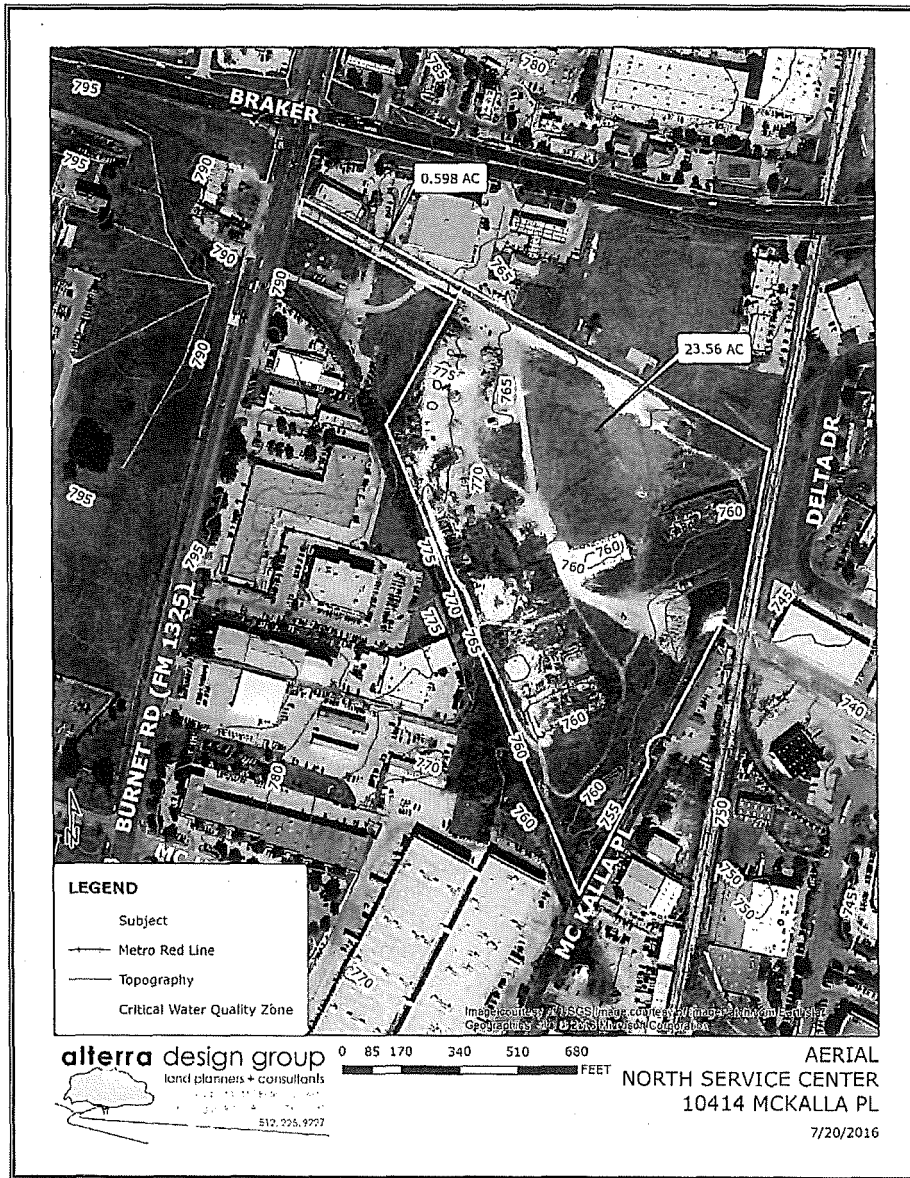 795
BRAKER
785
780
795
790
0.598 AC
790
790
765
790
23.56 AC
775
765
DELTA DR
795
770
760
795
775
760
760
BURNET RD (FM 1325)
775
770
765
745
740
760
780
770
760
760
755
750
760
MC KALLA PL
750
750
745
770
MC
LEGEND
Subject
Metro Red Line
Topography
Critical Water Quality Zone
alterra design group
land planners + consultants
0 85 170 340 510 680
FEET
AERIAL
NORTH SERVICE CENTER
10414 MCKALLA PL
7/20/2016